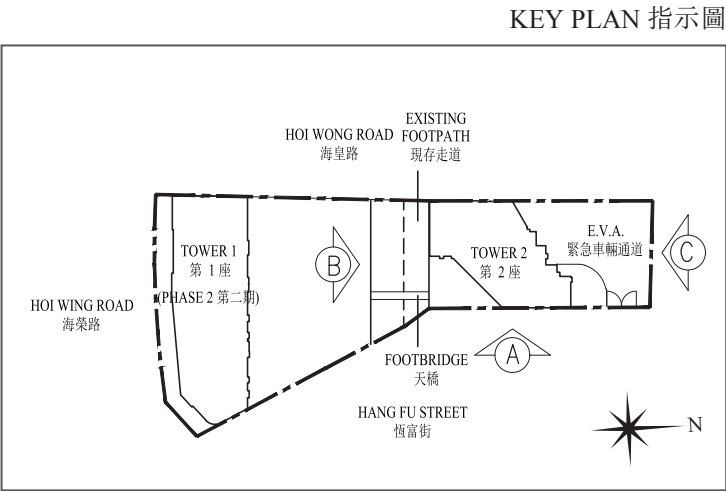 KEY PLAN 指示圖
EXISTING
FOOTPATH
現存走道
HOI WONG ROAD
海皇路
TOWER 1
第 1 座
(PHASE 2 第二期)
B
TOWER 2
第 2 座
E.V.A.
緊急車輛通道
C
HOI WING ROAD
海榮路
FOOTBRIDGE
天橋
A
HANG FU STREET
恆富街
N